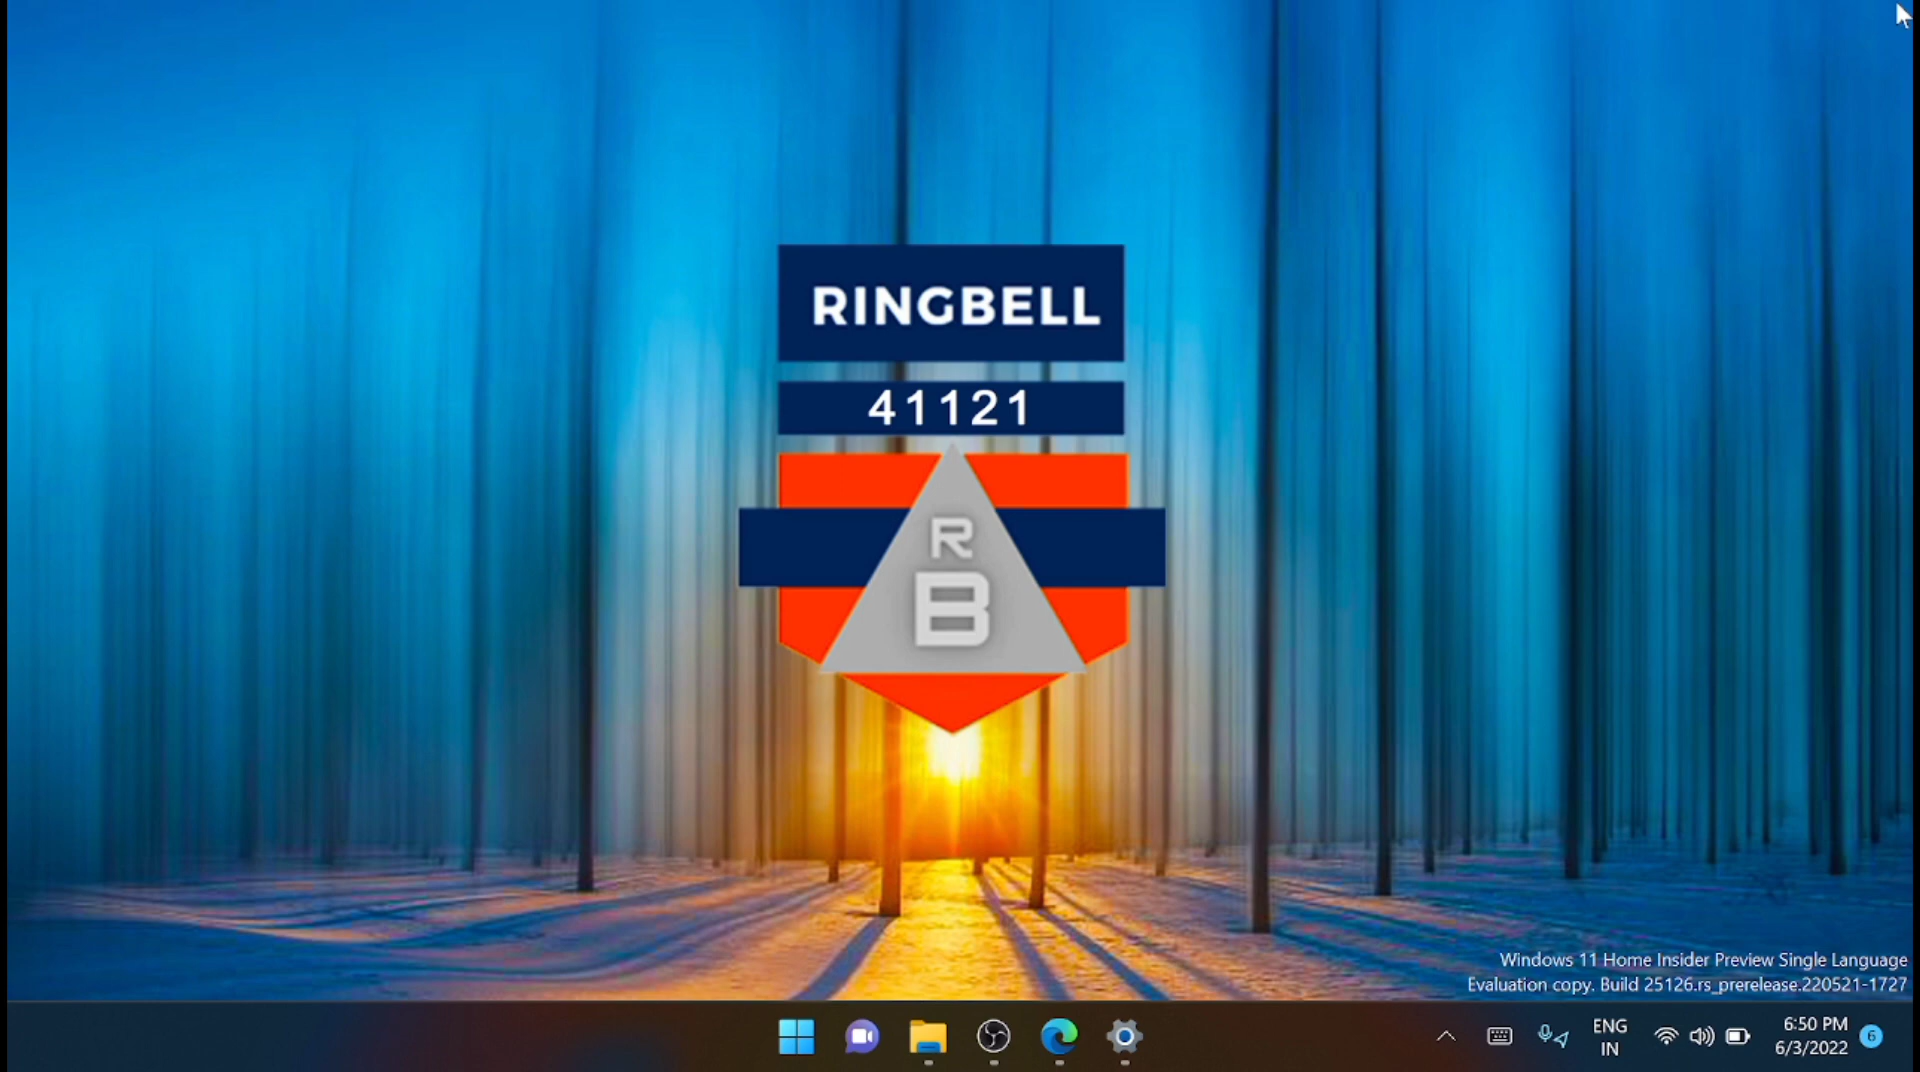 RINGBELL
41121
R
B
Windows 11 Home Insider Preview Single Language
Evaluation copy. Build 25126.rs_prerelease.220521-1727
ENG
IN
6:50 PM
6/3/2022
6